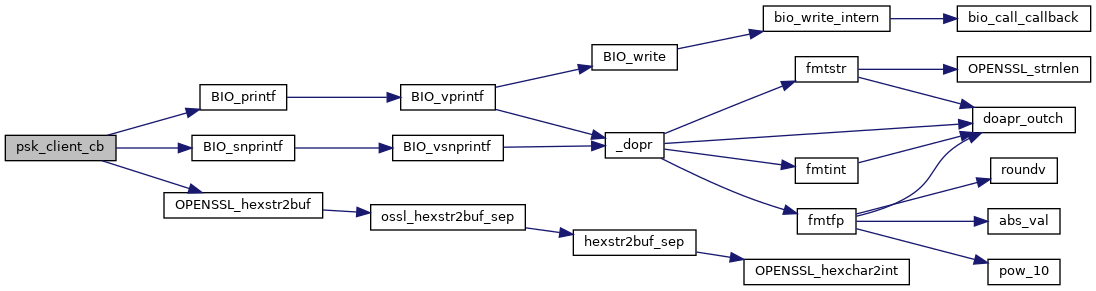 psk_client_cb
BIO_printf
BIO_snprintf
OPENSSL_hexstr2buf
BIO_vprintf
BIO_vsnprintf
ossl_hexstr2buf_sep
BIO_write
_dopr
hexstr2buf_sep
bio_write_intern
fmtstr
fmtint
fmtfp
OPENSSL_hexchar2int
bio_call_callback
OPENSSL_strnlen
doapr_outch
roundv
abs_val
pow_10